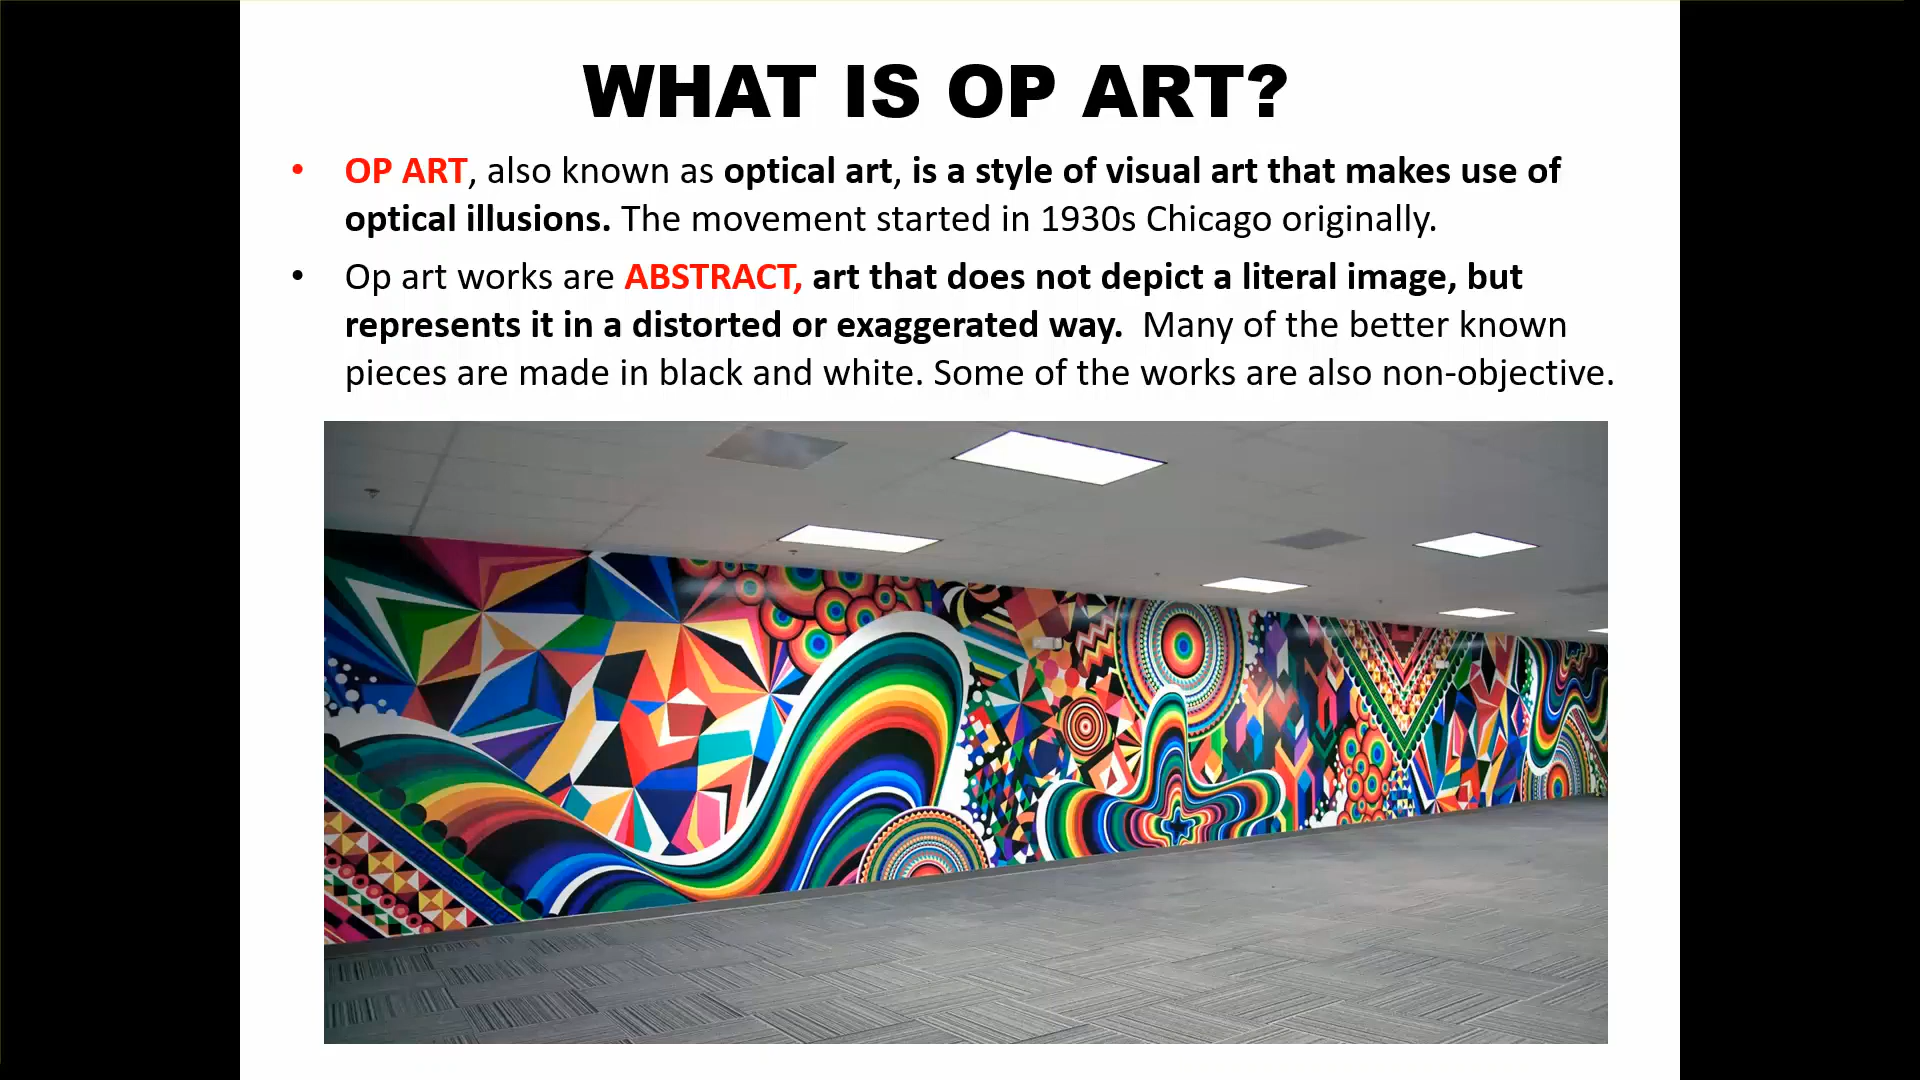 WHAT IS OP ART?
• OP ART, also known as optical art, is a style of visual art that makes use of
optical illusions. The movement started in 1930s Chicago originally.
• Op art works are ABSTRACT, art that does not depict a literal image, but
represents it in a distorted or exaggerated way.  Many of the better known
pieces are made in black and white. Some of the works are also non-objective.